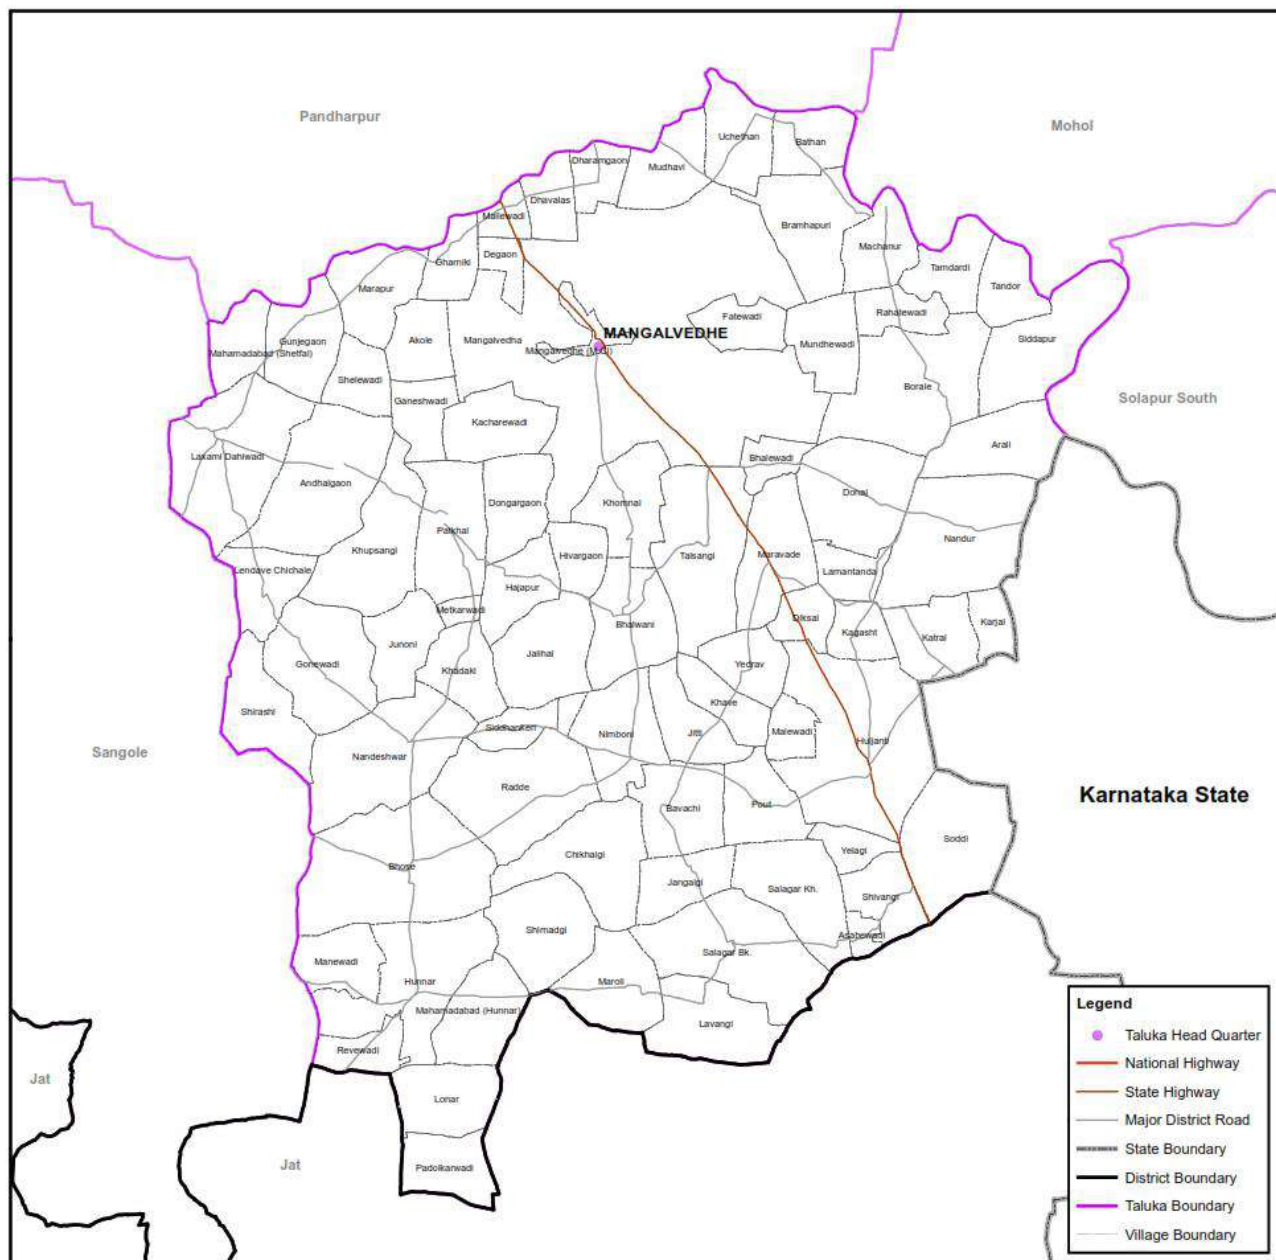 Pandharpur
Mohol
Uchethan
Bathan
Dharamgaon
Mudhavi
Dhavalas
Mallewadi
Bramhapuri
Machanur
Degaon
Gharniki
Tamdardi
Marapur
Tandor
Rahatewadi
Fatewadi
MANGALVEDHE
Akole
Mangalvedha
Gunjegaon
Mundhewadi
Siddapur
Mahamadabad (Shetfal)
Mangalvedhe (M Cl)
Shelewadi
Borale
Ganeshwadi
Solapur South
Kacharewadi
Arali
Laxami Dahiwadi
Bhalewadi
Andhalgaon
Dongargaon
Khomnal
Dohaj
Patkhal
Nandur
Khupsangi
Hivargaon
Talsangi
Maravade
Lendave Chichale
Lamantanda
Hajapur
Metkarwadi
Bhalwani
Diksal
Karjal
Junoni
Kagasht
Katral
Gonewadi
Jalihal
Khadaki
Yedrav
Khave
Shirashi
Siddhankeri
Nimboni
Jitti
Malewadi
Huljanti
Sangole
Nandeshwar
Radde
Karnataka State
Bavachi
Pout
Soddi
Chikhalgi
Yelagi
Bhose
Jangalgi
Salagar Kh.
Shivangi
Shimadgi
Asabewadi
Salagar Bk.
Manewadi
Hunnar
Maroli
Mahamadabad (Hunnar)
Lavangi
Revewadi
Jat
Lonar
Jat
Padolkarwadi
Legend
Taluka Head Quarter
National Highway
State Highway
Major District Road
State Boundary
District Boundary
Taluka Boundary
Village Boundary